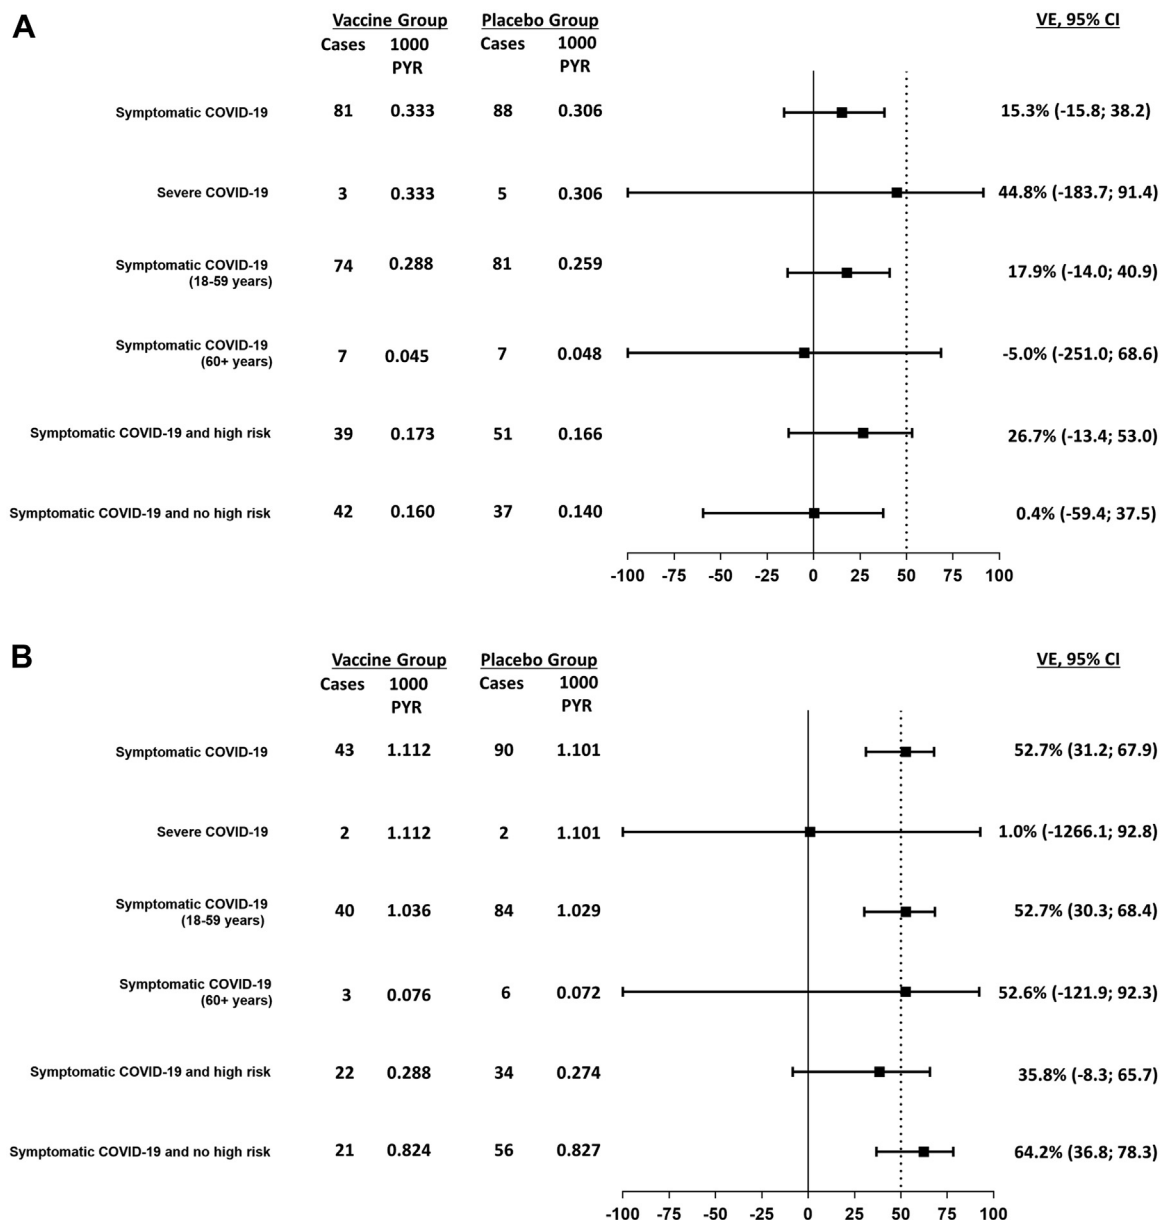 A
Vaccine Group Placebo Group VE, 95% CI
Cases 1000 PYR Cases 1000 PYR
Symptomatic COVID-19 81 0.333 88 0.306 15.3% (-15.8; 38.2)
Severe COVID-19 3 0.333 5 0.306 44.8% (-183.7; 91.4)
Symptomatic COVID-19
(18-59 years) 74 0.288 81 0.259 17.9% (-14.0; 40.9)
Symptomatic COVID-19
(60+ years) 7 0.045 7 0.048 -5.0% (-251.0; 68.6)
Symptomatic COVID-19 and high risk 39 0.173 51 0.166 26.7% (-13.4; 53.0)
Symptomatic COVID-19 and no high risk 42 0.160 37 0.140 0.4% (-59.4; 37.5)
-100 -75 -50 -25 0 25 50 75 100
B
Vaccine Group Placebo Group VE, 95% CI
Cases 1000 PYR Cases 1000 PYR
Symptomatic COVID-19 43 1.112 90 1.101 52.7% (31.2; 67.9)
Severe COVID-19 2 1.112 2 1.101 1.0% (-1266.1; 92.8)
Symptomatic COVID-19
(18-59 years) 40 1.036 84 1.029 52.7% (30.3; 68.4)
Symptomatic COVID-19
(60+ years) 3 0.076 6 0.072 52.6% (-121.9; 92.3)
Symptomatic COVID-19 and high risk 22 0.288 34 0.274 35.8% (-8.3; 65.7)
Symptomatic COVID-19 and no high risk 21 0.824 56 0.827 64.2% (36.8; 78.3)
-100 -75 -50 -25 0 25 50 75 100